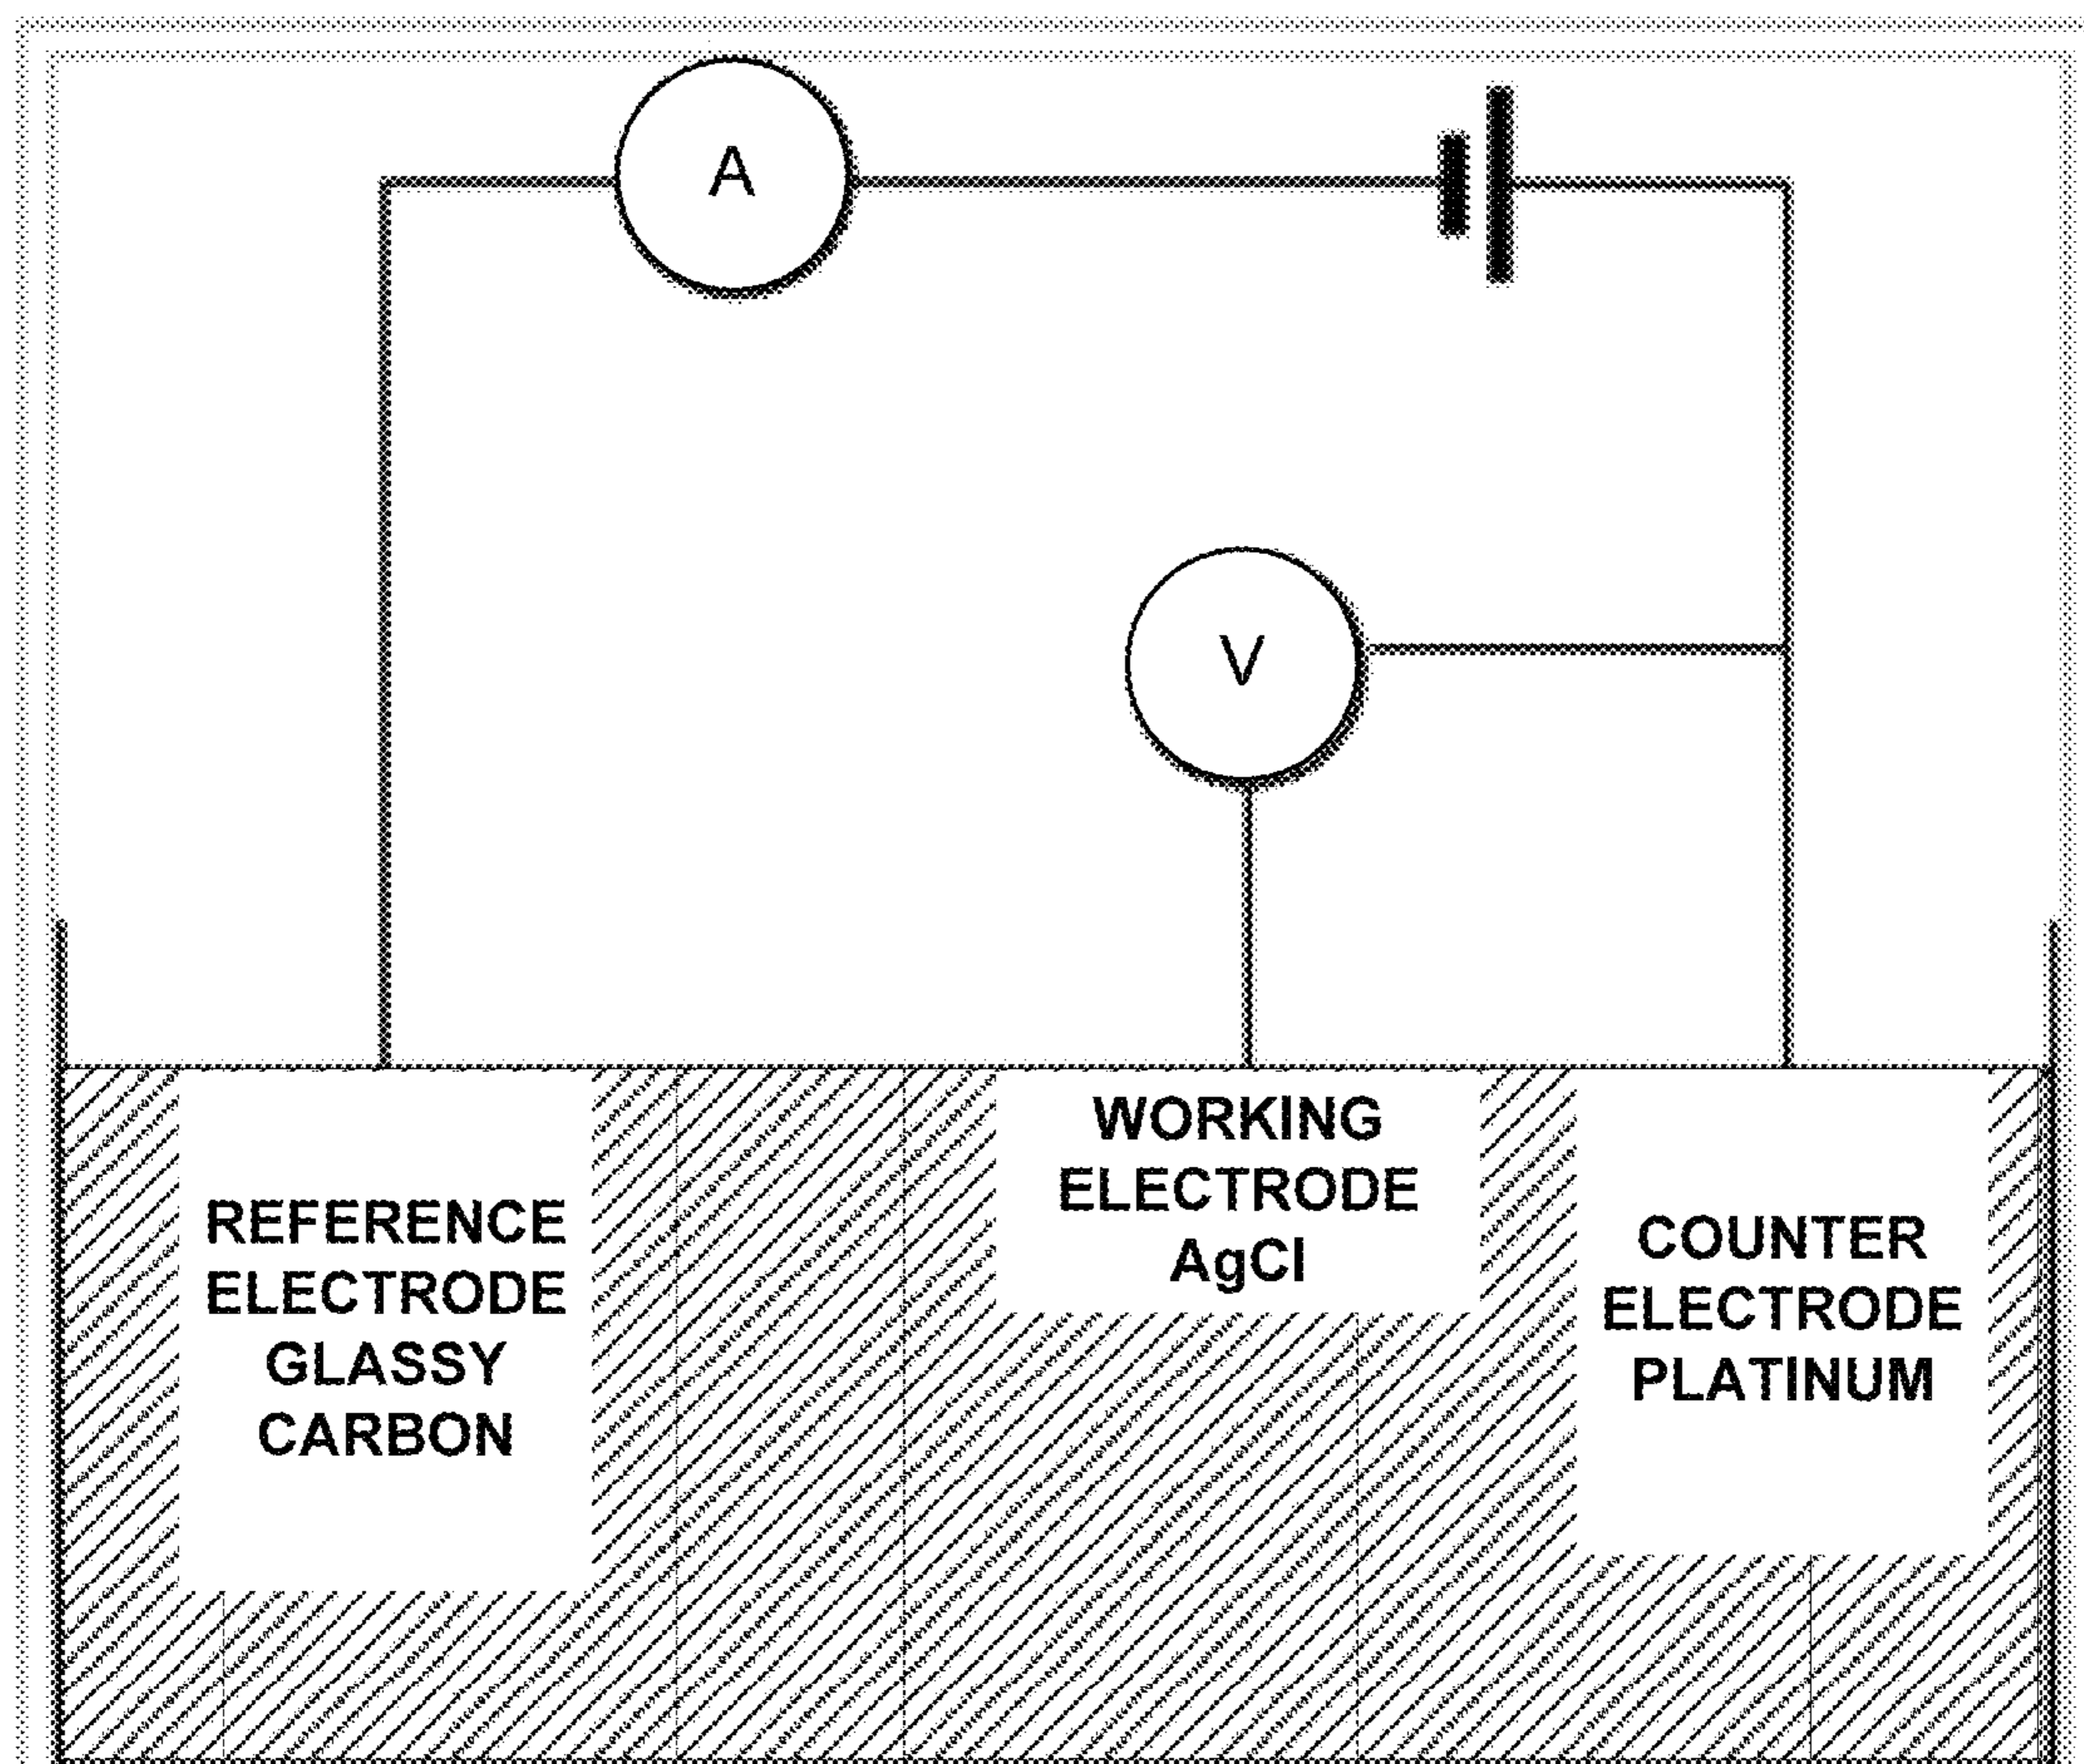 A
V
REFERENCE
ELECTRODE
GLASSY
CARBON
WORKING
ELECTRODE
AgCl
COUNTER
ELECTRODE
PLATINUM